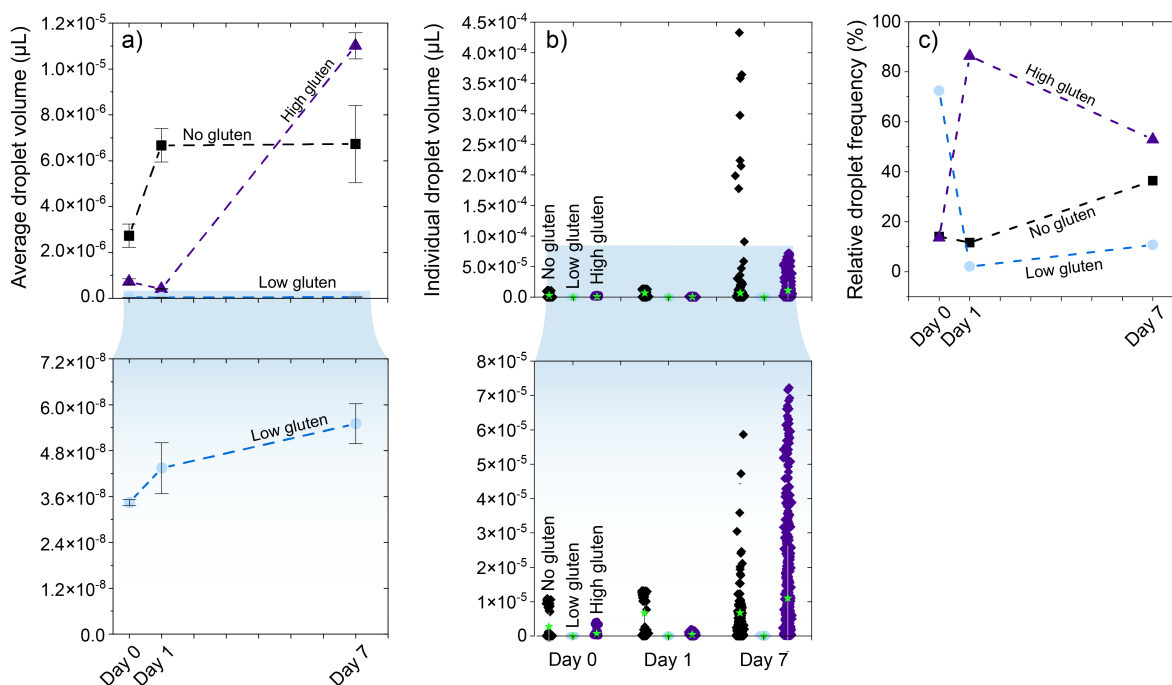 a)
Average droplet volume (µL)
1.2×10⁻⁵
1.0×10⁻⁵
8.0×10⁻⁶
6.0×10⁻⁶
4.0×10⁻⁶
2.0×10⁻⁶
0.0
No gluten
High gluten
Low gluten
7.2×10⁻⁸
6.0×10⁻⁸
4.8×10⁻⁸
3.6×10⁻⁸
2.4×10⁻⁸
1.2×10⁻⁸
0.0
Low gluten
Day 0
Day 1
Day 7
b)
Individual droplet volume (µL)
4.5×10⁻⁴
4.0×10⁻⁴
3.5×10⁻⁴
3.0×10⁻⁴
2.5×10⁻⁴
2.0×10⁻⁴
1.5×10⁻⁴
1.0×10⁻⁴
5.0×10⁻⁵
0.0
No gluten
Low gluten
High gluten
8×10⁻⁵
7×10⁻⁵
6×10⁻⁵
5×10⁻⁵
4×10⁻⁵
3×10⁻⁵
2×10⁻⁵
1×10⁻⁵
0
No gluten
Low gluten
High gluten
Day 0
Day 1
Day 7
c)
Relative droplet frequency (%)
100
80
60
40
20
0
High gluten
No gluten
Low gluten
Day 0
Day 1
Day 7